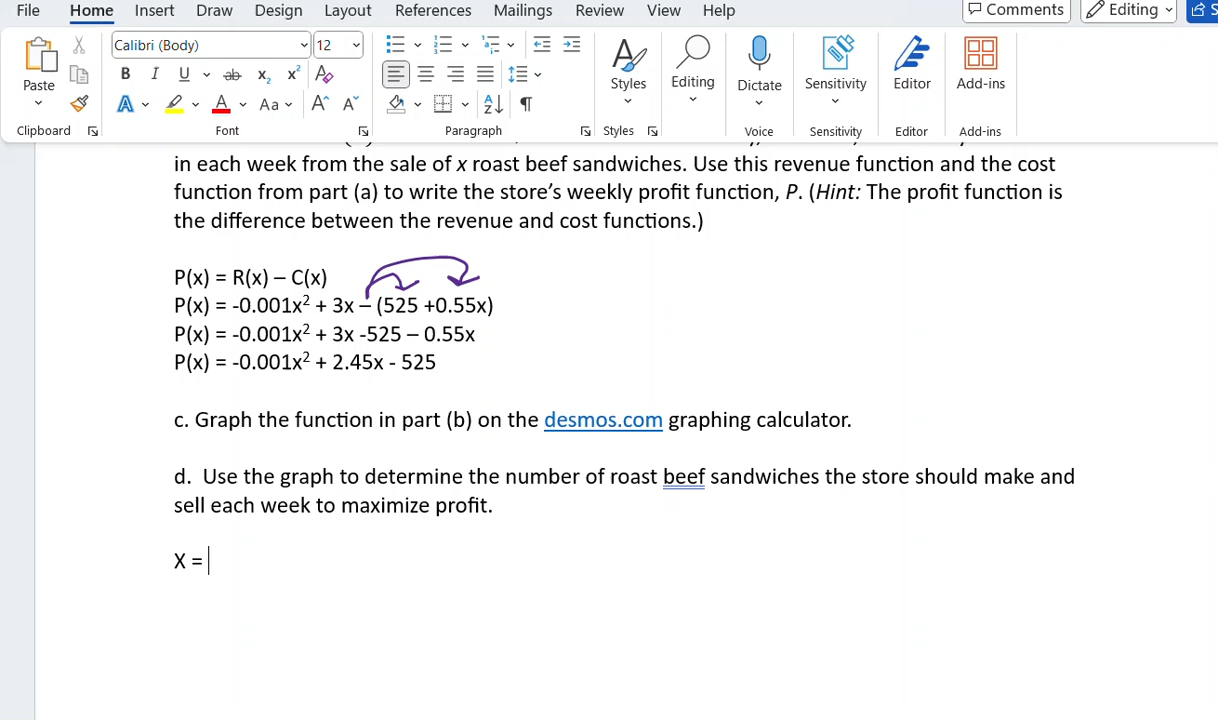 File Home Insert Draw Design Layout References Mailings Review View Help Comments Editing S
Calibri (Body) 12
Paste B I U ab x₂ x² A Styles Editing Dictate Sensitivity Editor Add-ins
A A Aa A A A Z ¶
Clipboard Font Paragraph Styles Voice Sensitivity Editor Add-ins
in each week from the sale of x roast beef sandwiches. Use this revenue function and the cost
function from part (a) to write the store’s weekly profit function, P. (Hint: The profit function is
the difference between the revenue and cost functions.)
P(x) = R(x) – C(x)
P(x) = -0.001x² + 3x – (525 +0.55x)
P(x) = -0.001x² + 3x -525 – 0.55x
P(x) = -0.001x² + 2.45x - 525
c. Graph the function in part (b) on the desmos.com graphing calculator.
d. Use the graph to determine the number of roast beef sandwiches the store should make and
sell each week to maximize profit.
X =